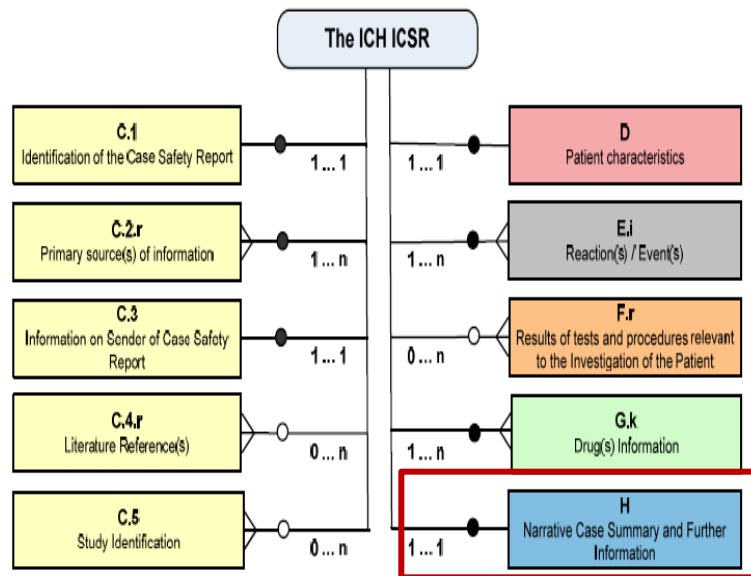 The ICH ICSR
C.1
Identification of the Case Safety Report
1 ... 1
C.2.r
Primary source(s) of information
1 ... n
C.3
Information on Sender of Case Safety
Report
1 ... 1
C.4.r
Literature Reference(s)
0 ... n
C.5
Study Identification
0 ... n
D
Patient characteristics
1 ... 1
E.i
Reaction(s) / Event(s)
1 ... n
F.r
Results of tests and procedures relevant
to the Investigation of the Patient
0 ... n
G.k
Drug(s) Information
1 ... n
H
Narrative Case Summary and Further
Information
1 ... 1